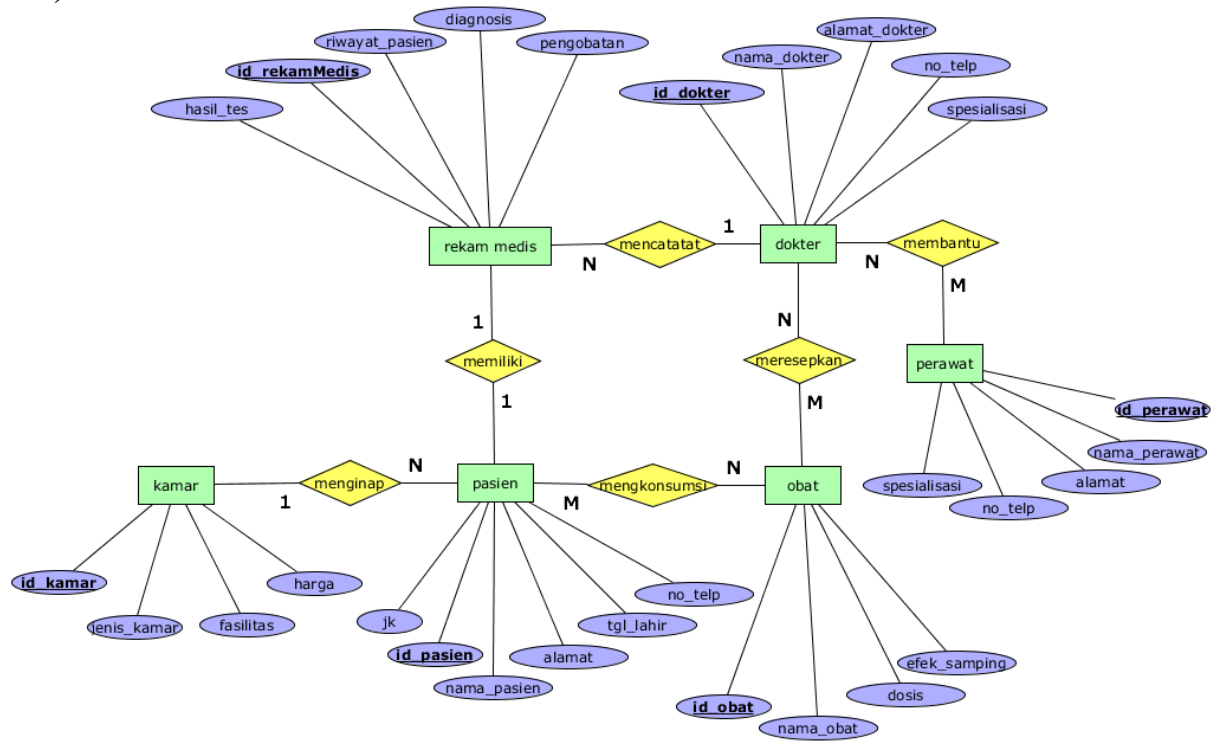 diagnosis
riwayat_pasien
pengobatan
id_rekamMedis
hasil_tes
alamat_dokter
nama_dokter
no_telp
id_dokter
spesialisasi
rekam medis
N
mencatatat
1
dokter
N
membantu
M
1
memiliki
1
N
meresepkan
M
perawat
id_perawat
nama_perawat
alamat
no_telp
spesialisasi
kamar
1
menginap
N
pasien
M
mengkonsumsi
N
obat
id_kamar
jenis_kamar
fasilitas
harga
jk
id_pasien
nama_pasien
alamat
tgl_lahir
no_telp
id_obat
nama_obat
dosis
efek_samping